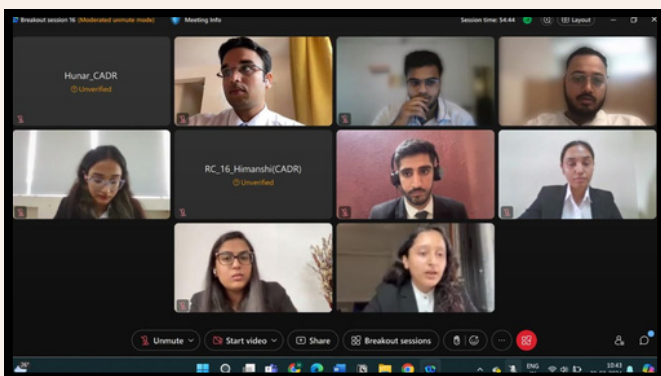 Breakout session 16 (Moderated unmute mode) Meeting Info Session time: 54:44 Layout
Hunar_CADR
Unverified
RC_16_Himanshi(CADR)
Unverified
Unmute Start video Share Breakout sessions
26° ENG 10:43